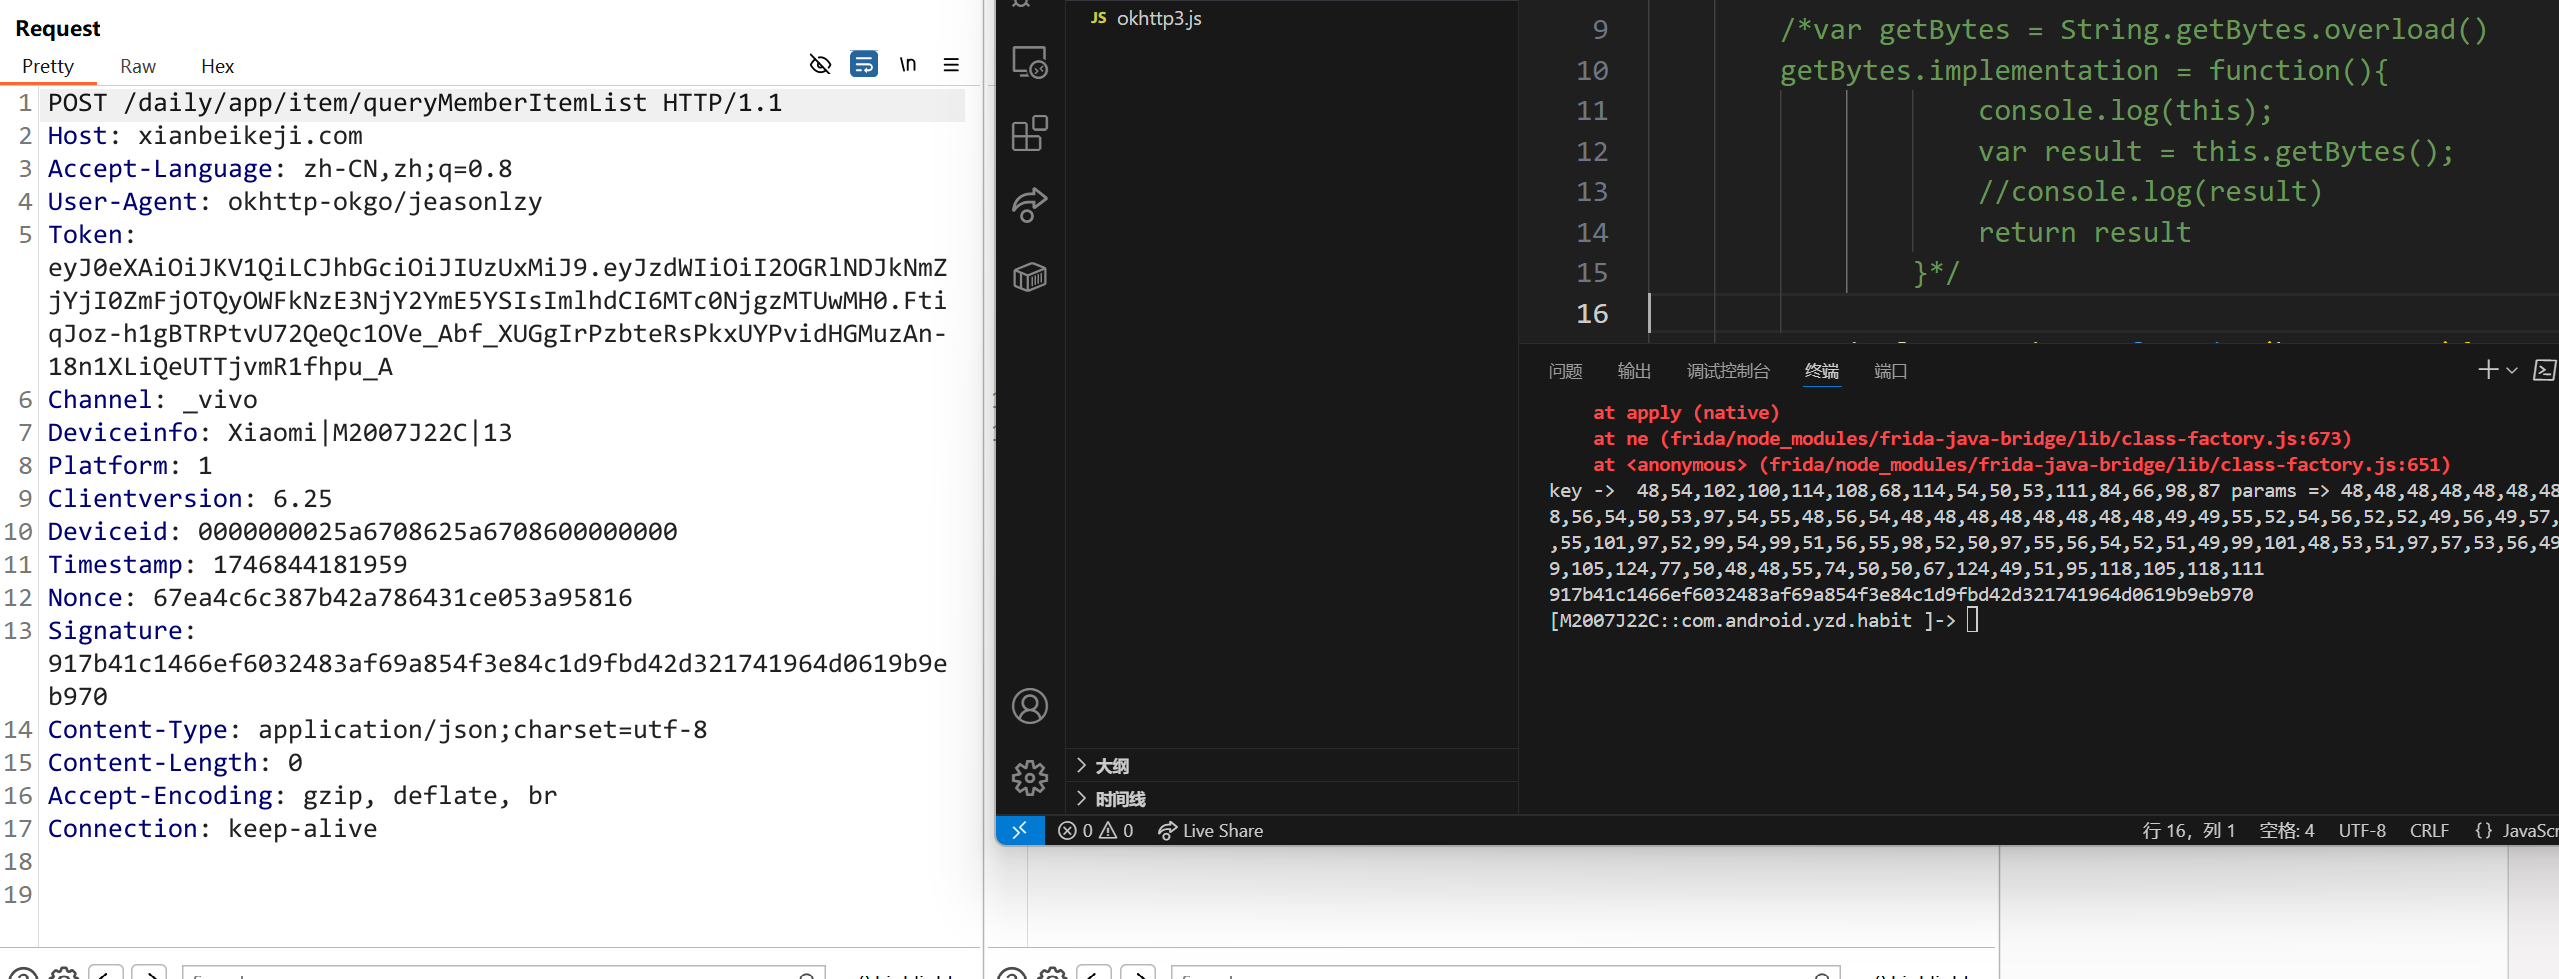 Request
Pretty Raw Hex \n
1 POST /daily/app/item/queryMemberItemList HTTP/1.1
2 Host: xianbeikeji.com
3 Accept-Language: zh-CN,zh;q=0.8
4 User-Agent: okhttp-okgo/jeasonlzy
5 Token:
eyJ0eXAiOiJKV1QiLCJhbGciOiJIUzUxMiJ9.eyJzdWIiOiI2OGRlNDJkNmZ
jYjI0ZmFjOTQyOWFkNzE3NjY2YmE5YSIsImlhdCI6MTc0NjgzMTUwMH0.Fti
qJoz-h1gBTRPtvU72QeQc1OVe_Abf_XUGgIrPzbteRsPkxUYPvidHGMuzAn-
18n1XLiQeUTTjvmR1fhpu_A
6 Channel: _vivo
7 Deviceinfo: Xiaomi|M2007J22C|13
8 Platform: 1
9 Clientversion: 6.25
10 Deviceid: 0000000025a6708625a6708600000000
11 Timestamp: 1746844181959
12 Nonce: 67ea4c6c387b42a786431ce053a95816
13 Signature:
917b41c1466ef6032483af69a854f3e84c1d9fbd42d321741964d0619b9e
b970
14 Content-Type: application/json;charset=utf-8
15 Content-Length: 0
16 Accept-Encoding: gzip, deflate, br
17 Connection: keep-alive
18
19
JS okhttp3.js
大纲
时间线
9 /*var getBytes = String.getBytes.overload()
10 getBytes.implementation = function(){
11 console.log(this);
12 var result = this.getBytes();
13 //console.log(result)
14 return result
15 }*/
16
问题 输出 调试控制台 终端 端口
at apply (native)
at ne (frida/node_modules/frida-java-bridge/lib/class-factory.js:673)
at <anonymous> (frida/node_modules/frida-java-bridge/lib/class-factory.js:651)
key -> 48,54,102,100,114,108,68,114,54,50,53,111,84,66,98,87 params => 48,48,48,48,48,48,48
8,56,54,50,53,97,54,55,48,56,54,48,48,48,48,48,48,48,48,49,49,55,52,54,56,52,52,49,56,49,57,
,55,101,97,52,99,54,99,51,56,55,98,52,50,97,55,56,54,52,51,49,99,101,48,53,51,97,57,53,56,49
9,105,124,77,50,48,48,55,74,50,50,67,124,49,51,95,118,105,118,111
917b41c1466ef6032483af69a854f3e84c1d9fbd42d321741964d0619b9eb970
[M2007J22C::com.android.yzd.habit ]->
0 0 Live Share 行 16, 列 1 空格: 4 UTF-8 CRLF {} JavaScr